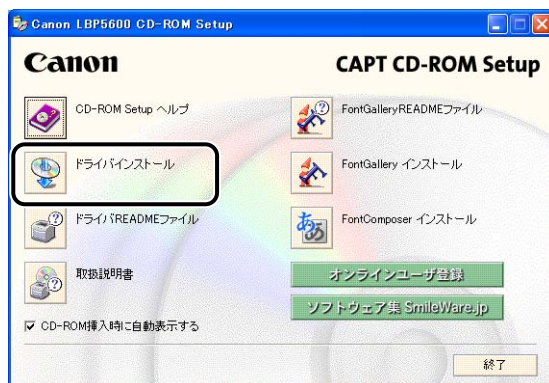 Canon LBP5600 CD-ROM Setup
Canon
CAPT CD-ROM Setup
CD-ROM Setup ヘルプ
ドライバインストール
ドライバREADMEファイル
取扱説明書
FontGalleryREADMEファイル
FontGallery インストール
FontComposer インストール
オンラインユーザ登録
ソフトウェア集 SmileWare.jp
CD-ROM挿入時に自動表示する
終了